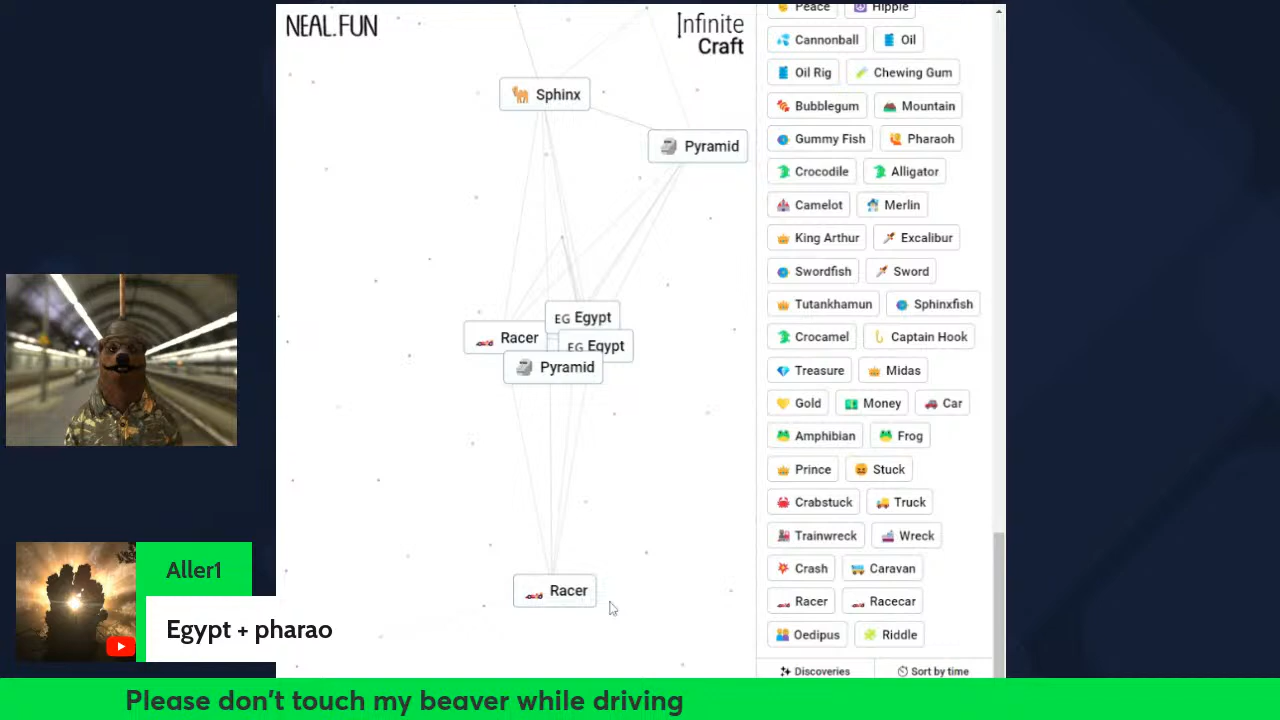 NEAL.FUN
Infinite
Craft
Sphinx
Pyramid
EG Egypt
Racer
EG Egypt
Pyramid
Racer
Peace Hippie
Cannonball Oil
Oil Rig Chewing Gum
Bubblegum Mountain
Gummy Fish Pharaoh
Crocodile Alligator
Camelot Merlin
King Arthur Excalibur
Swordfish Sword
Tutankhamun Sphinxfish
Crocamel Captain Hook
Treasure Midas
Gold Money Car
Amphibian Frog
Prince Stuck
Crabstuck Truck
Trainwreck Wreck
Crash Caravan
Racer Racecar
Oedipus Riddle
Discoveries Sort by time
Aller1
Egypt + pharao
Please don't touch my beaver while driving